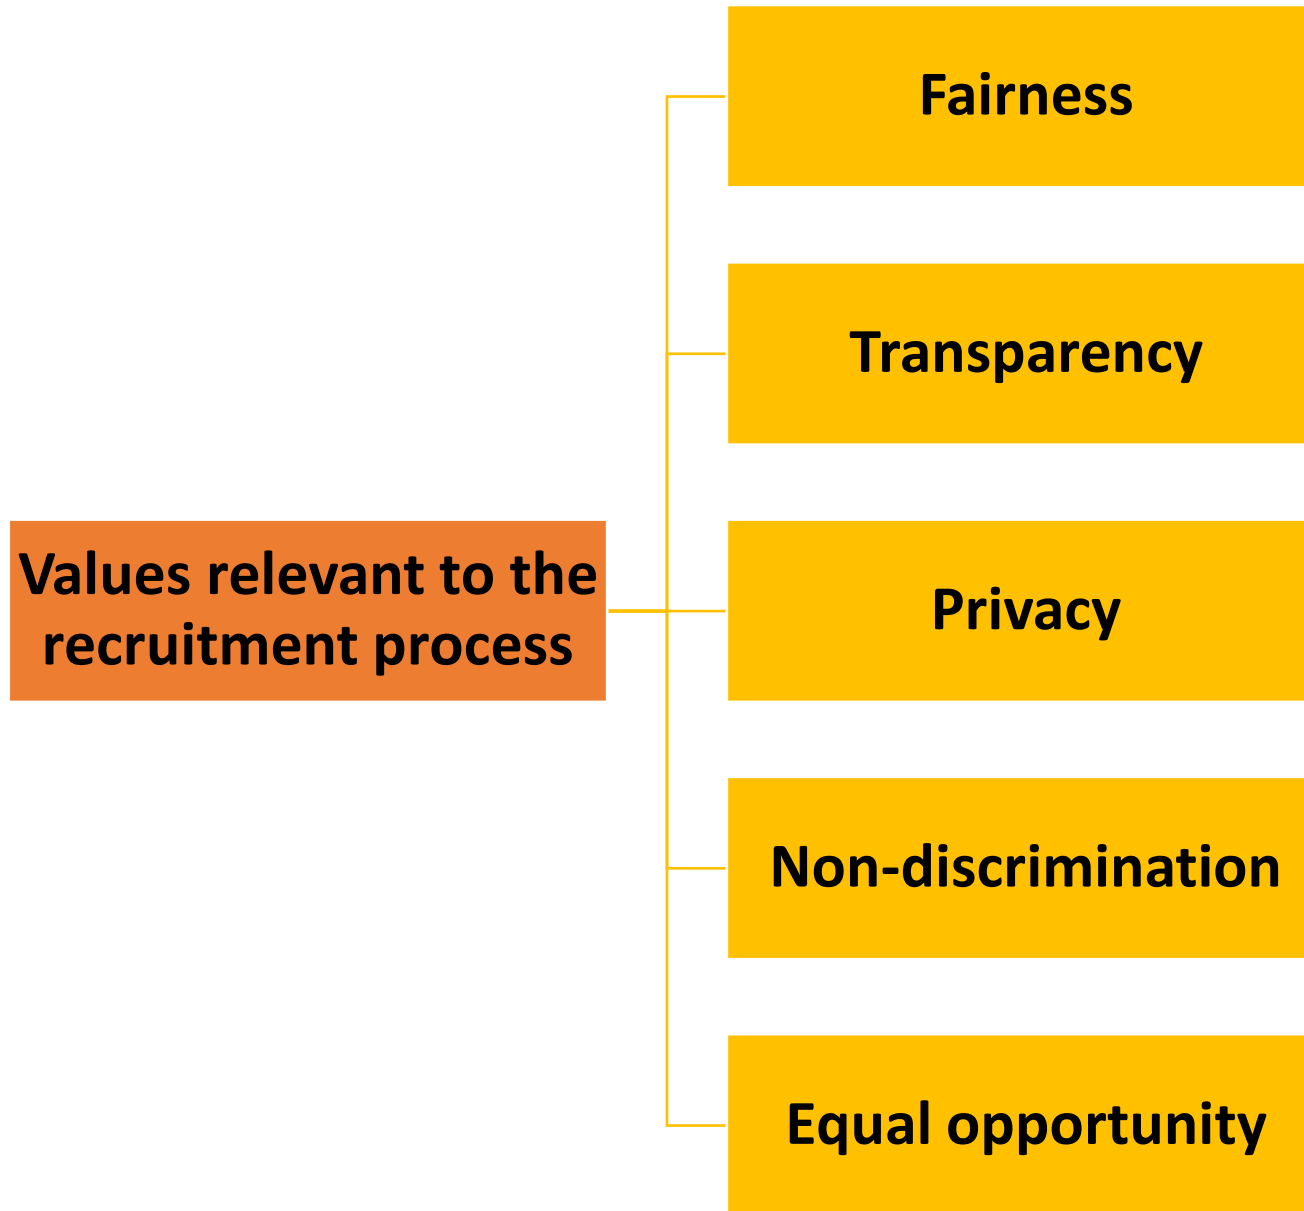 Fairness
Transparency
Values relevant to the
recruitment process
Privacy
Non-discrimination
Equal opportunity